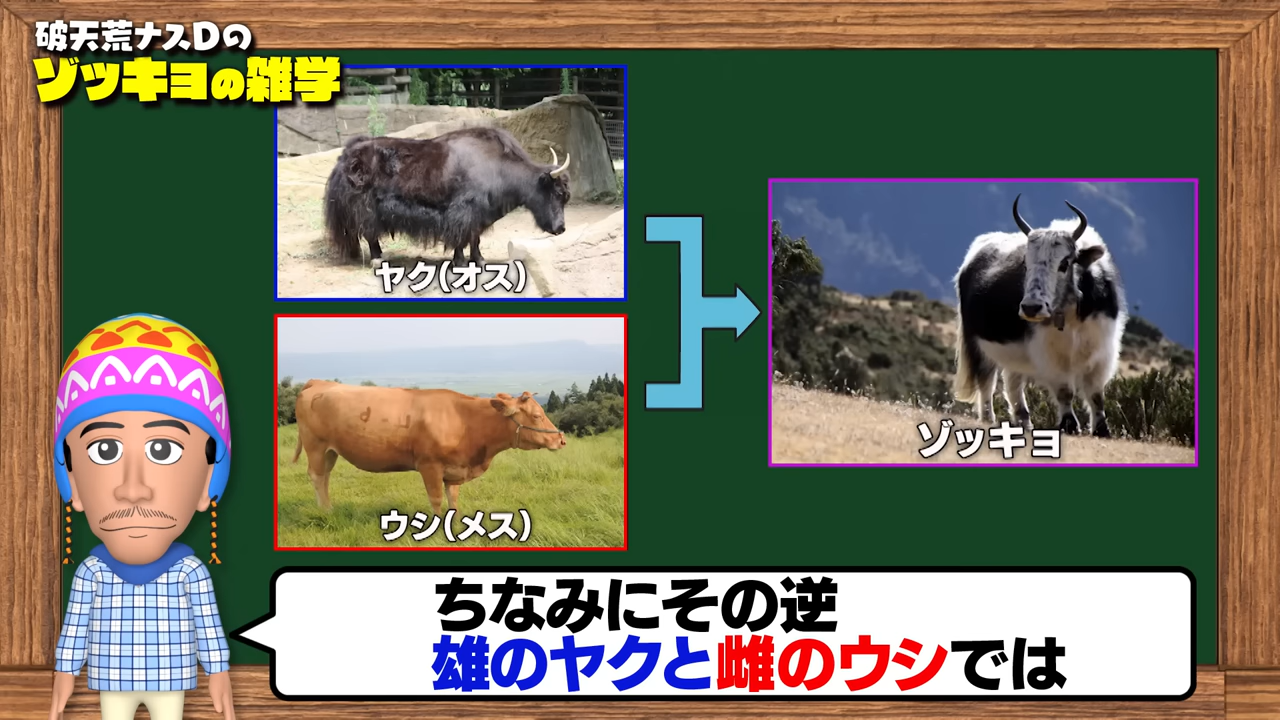 破天荒ナスDの
ゾッキョの雑学
ヤク(オス)
ウシ(メス)
ゾッキョ
ちなみにその逆
雄のヤクと雌のウシでは